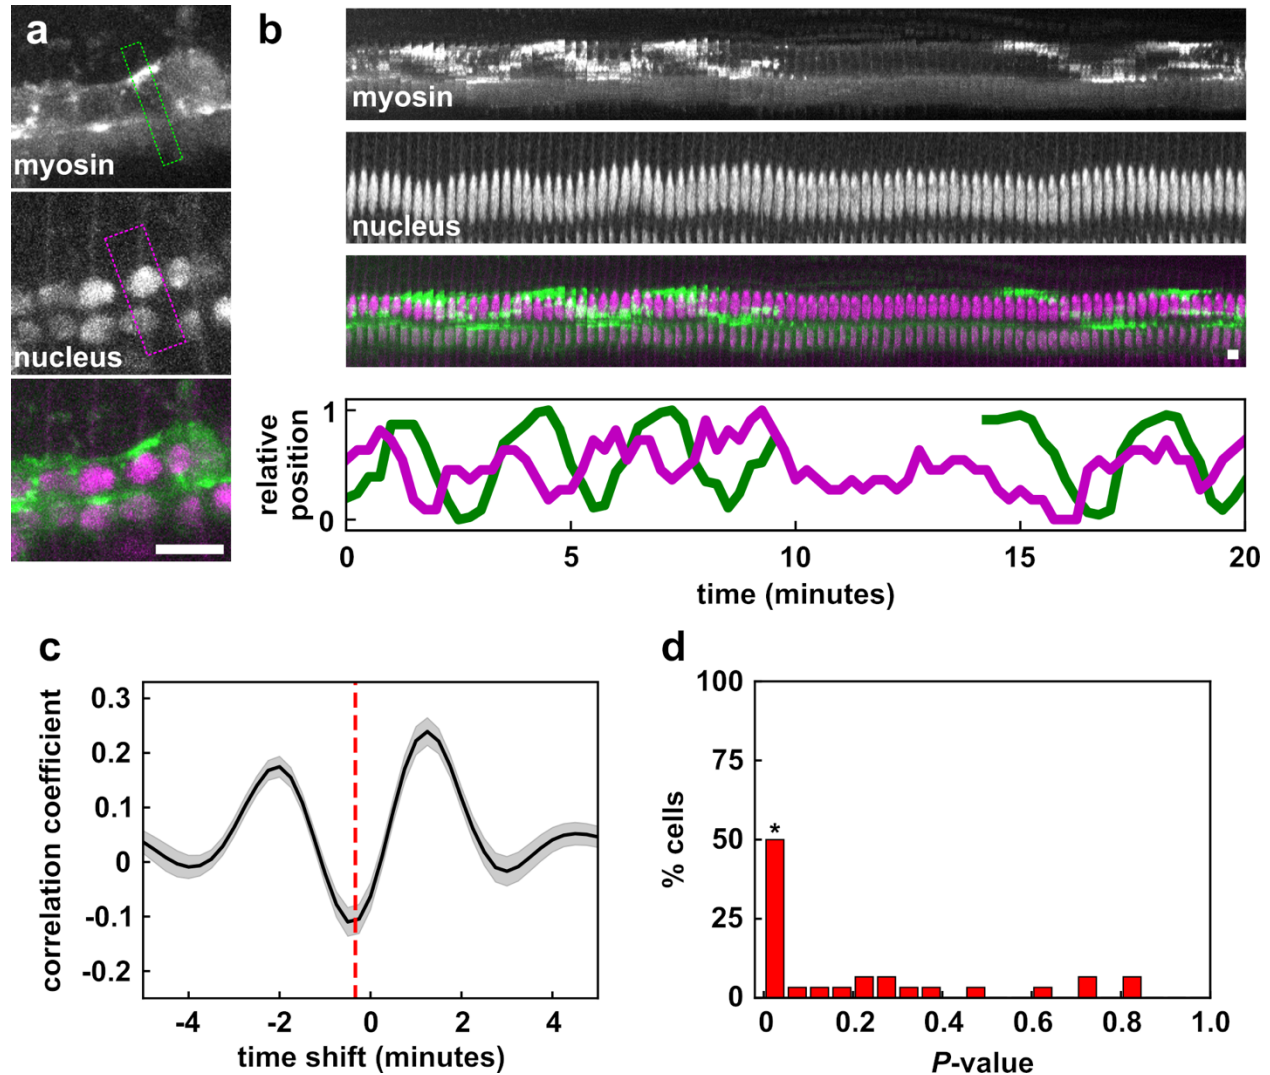 a
myosin
nucleus
b
myosin
nucleus
relative
position
1
0
0 5 10 15 20
time (minutes)
c
correlation coefficient
0.3
0.2
0.1
0
-0.1
-0.2
-4 -2 0 2 4
time shift (minutes)
d
% cells
100
75
50
25
0
*
0 0.2 0.4 0.6 0.8 1.0
P-value